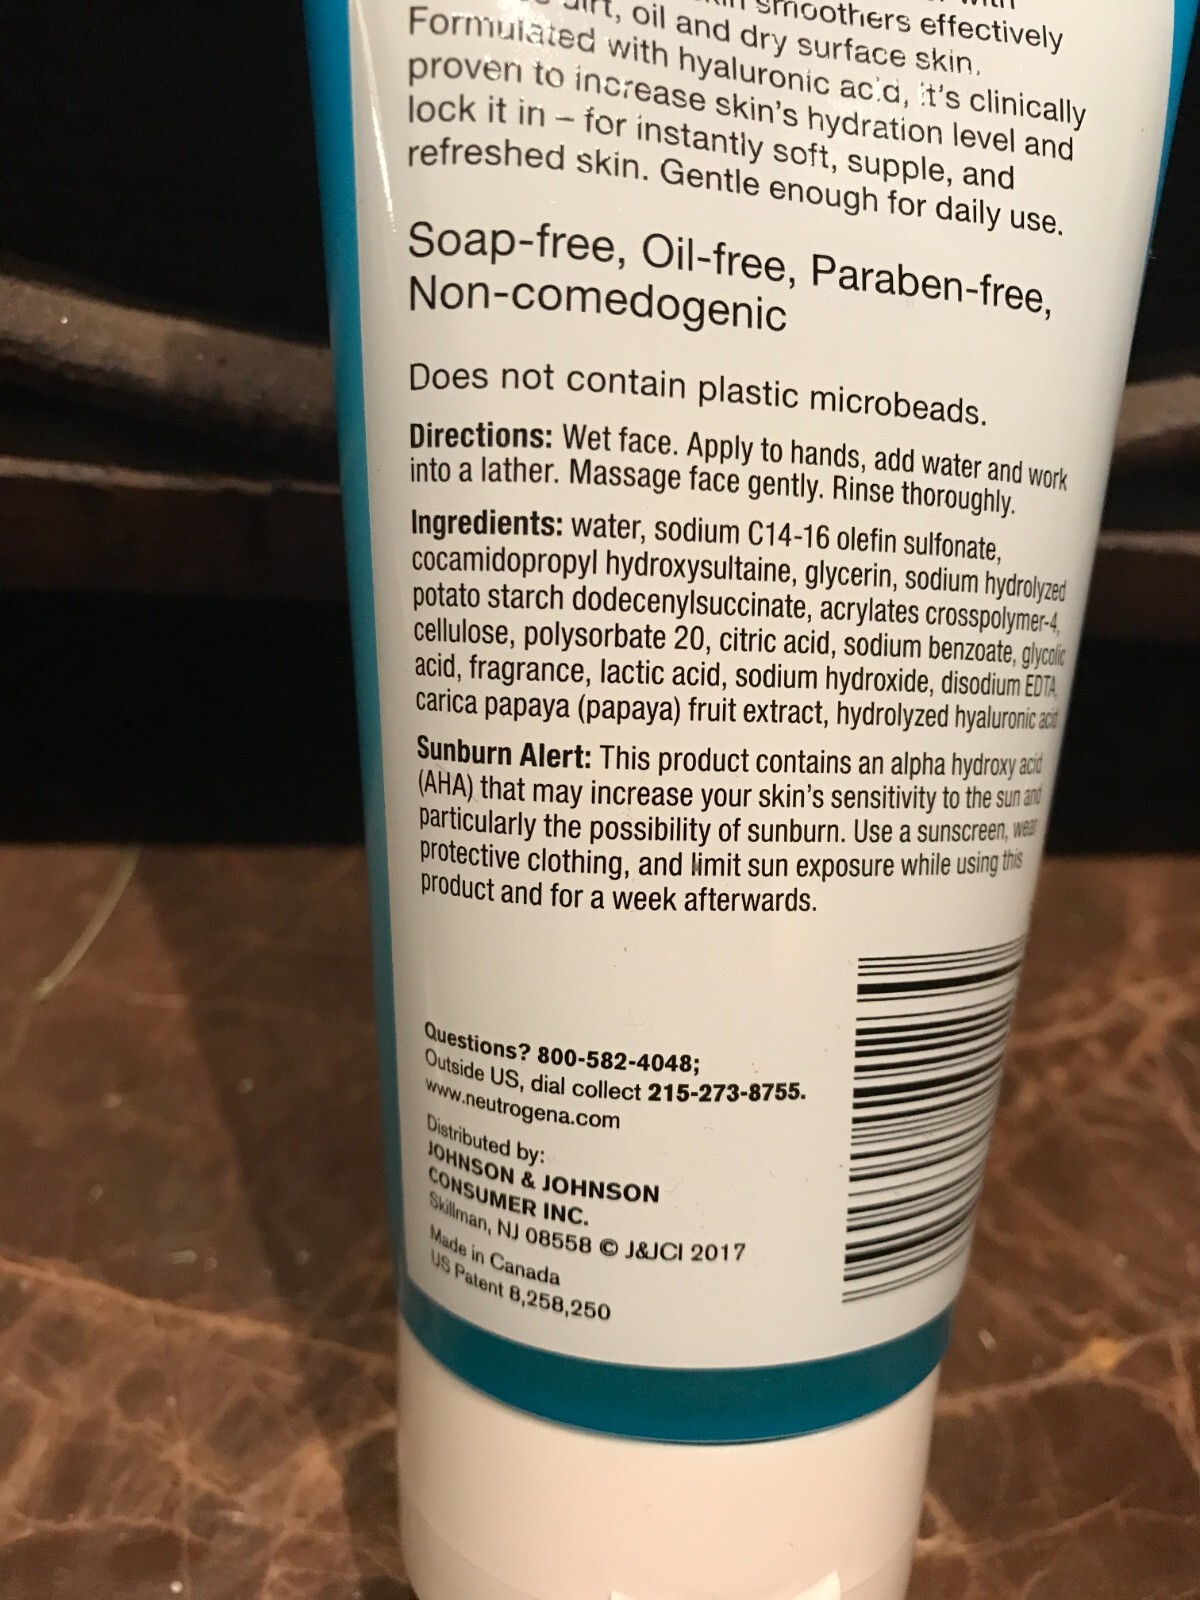 smoothers effectively
dirt, oil and dry surface skin.
Formulated with hyaluronic acid, it's clinically
proven to increase skin's hydration level and
lock it in – for instantly soft, supple, and
refreshed skin. Gentle enough for daily use.
Soap-free, Oil-free, Paraben-free,
Non-comedogenic
Does not contain plastic microbeads.
Directions: Wet face. Apply to hands, add water and work
into a lather. Massage face gently. Rinse thoroughly.
Ingredients: water, sodium C14-16 olefin sulfonate,
cocamidopropyl hydroxysultaine, glycerin, sodium hydrolyzed
potato starch dodecenylsuccinate, acrylates crosspolymer-4,
cellulose, polysorbate 20, citric acid, sodium benzoate, glycolic
acid, fragrance, lactic acid, sodium hydroxide, disodium EDTA,
carica papaya (papaya) fruit extract, hydrolyzed hyaluronic acid
Sunburn Alert: This product contains an alpha hydroxy acid
(AHA) that may increase your skin's sensitivity to the sun and
particularly the possibility of sunburn. Use a sunscreen, wear
protective clothing, and limit sun exposure while using this
product and for a week afterwards.
Questions? 800-582-4048;
Outside US, dial collect 215-273-8755.
www.neutrogena.com
Distributed by:
JOHNSON & JOHNSON
CONSUMER INC.
Skillman, NJ 08558 © J&JCI 2017
Made in Canada
US Patent 8,258,250